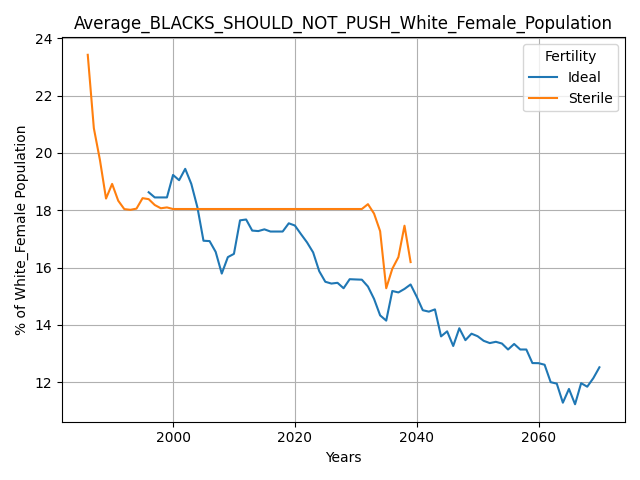 Average_BLACKS_SHOULD_NOT_PUSH_White_Female_Population
% of White_Female Population
24
22
20
18
16
14
12
Fertility
Ideal
Sterile
2000 2020 2040 2060
Years